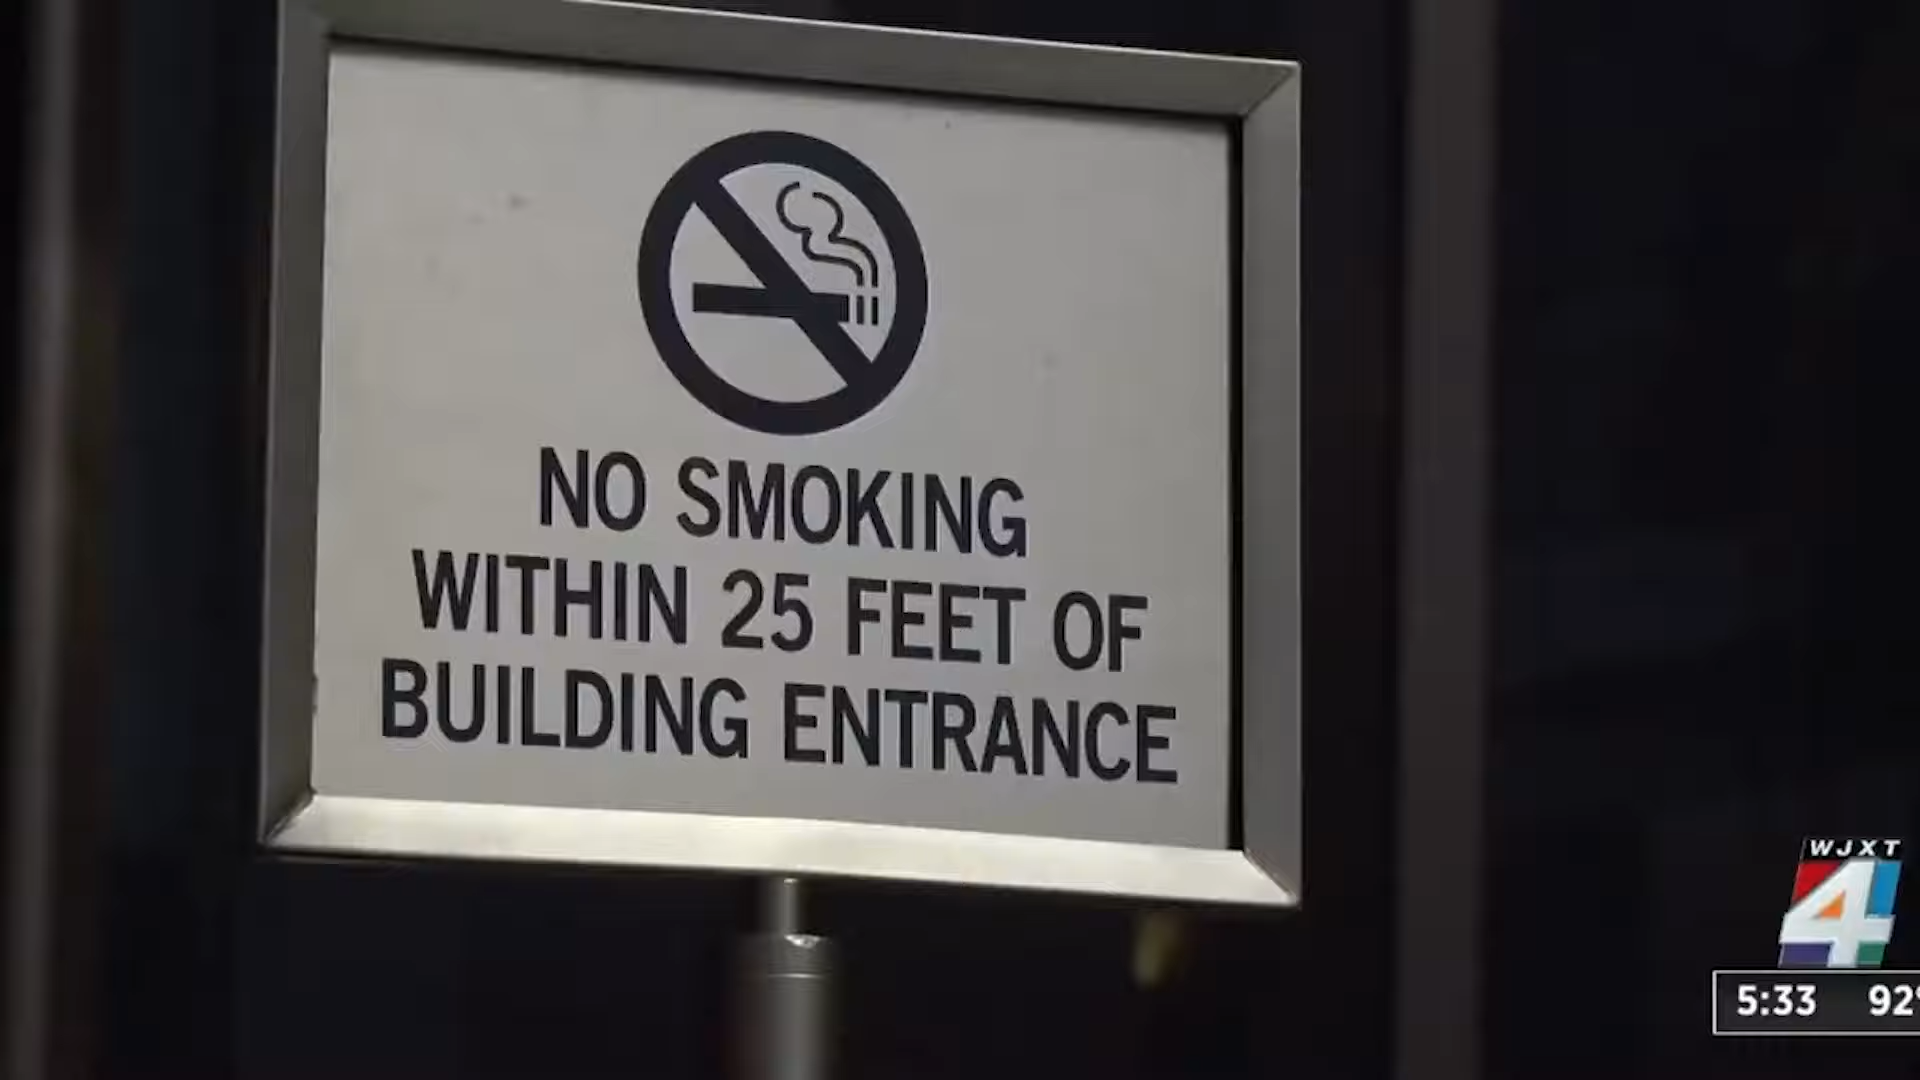 NO SMOKING
WITHIN 25 FEET OF
BUILDING ENTRANCE
WJXT
4
5:33 92°